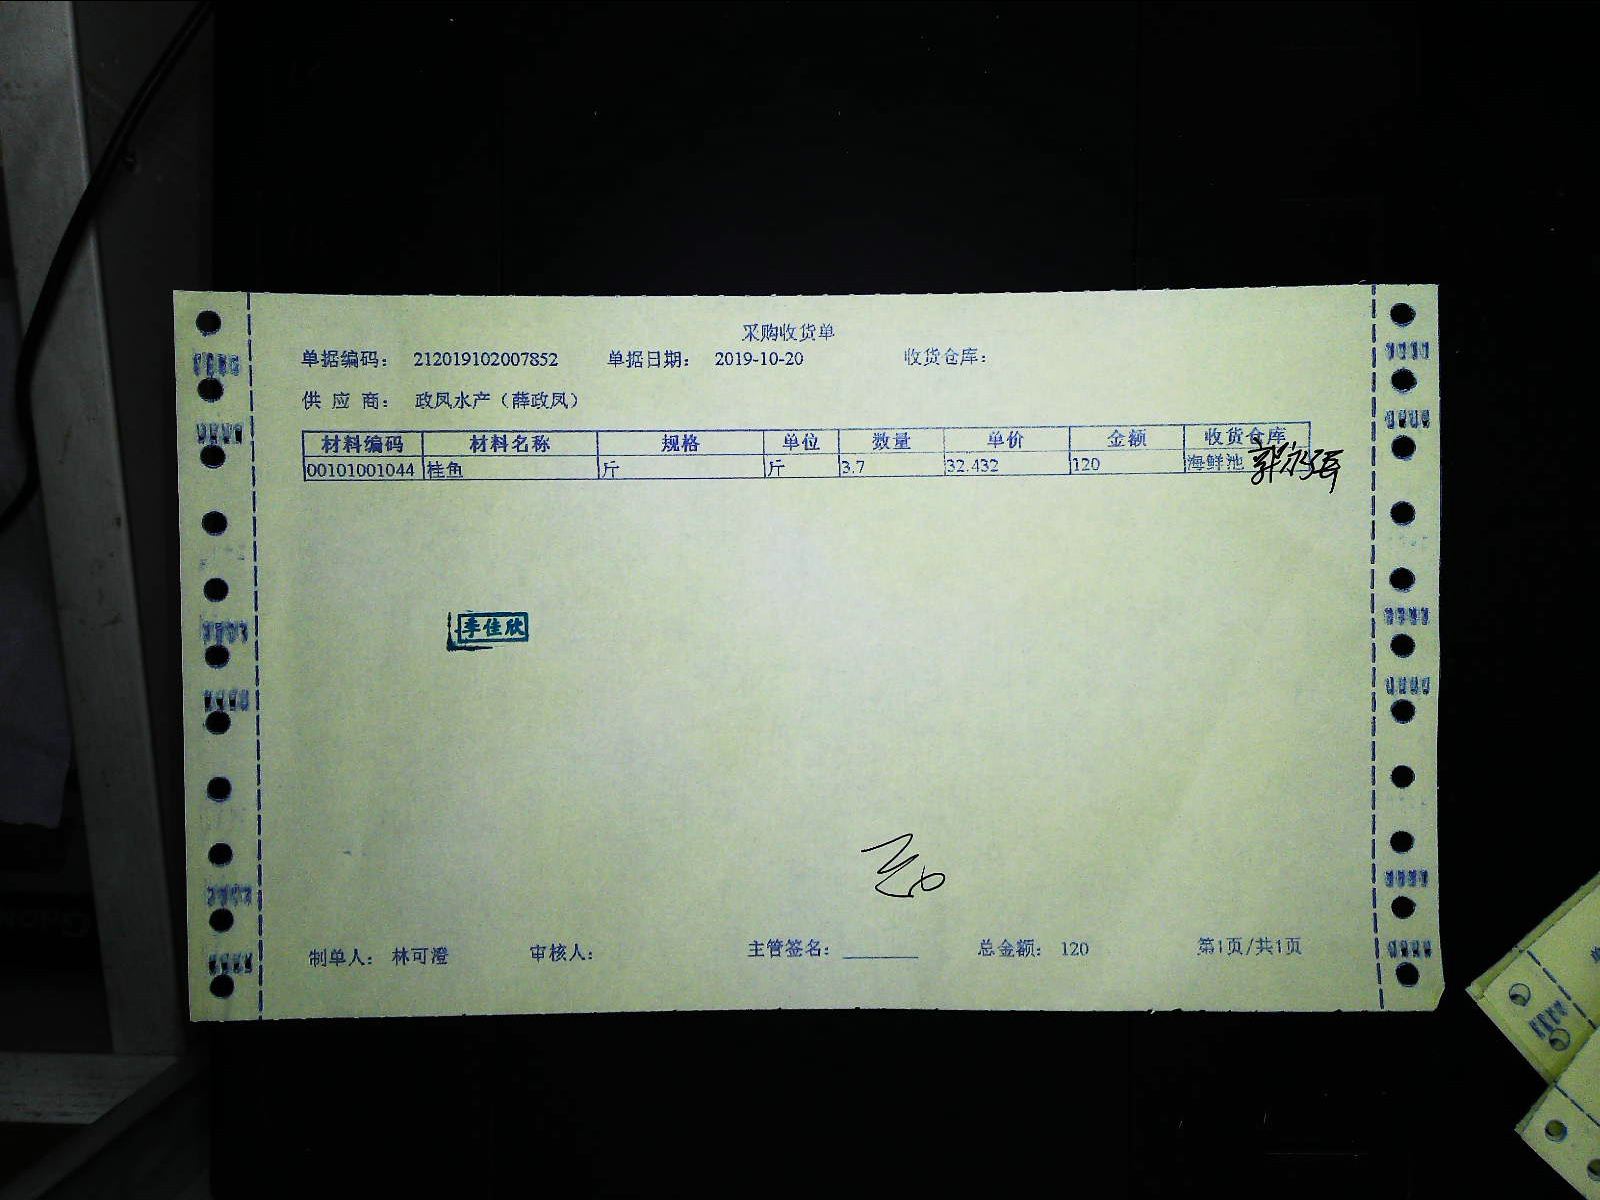 采购收货单
单据编码： 212019102007852 单据日期： 2019-10-20 收货仓库：
供 应 商： 政凤水产（薛政凤）
材料编码 材料名称 规格 单位 数量 单价 金额 收货仓库
00101001044 桂鱼 斤 斤 3.7 32.432 120 海鲜池
李佳欣
制单人： 林可澄 审核人： 主管签名：________ 总金额： 120 第1页/共1页